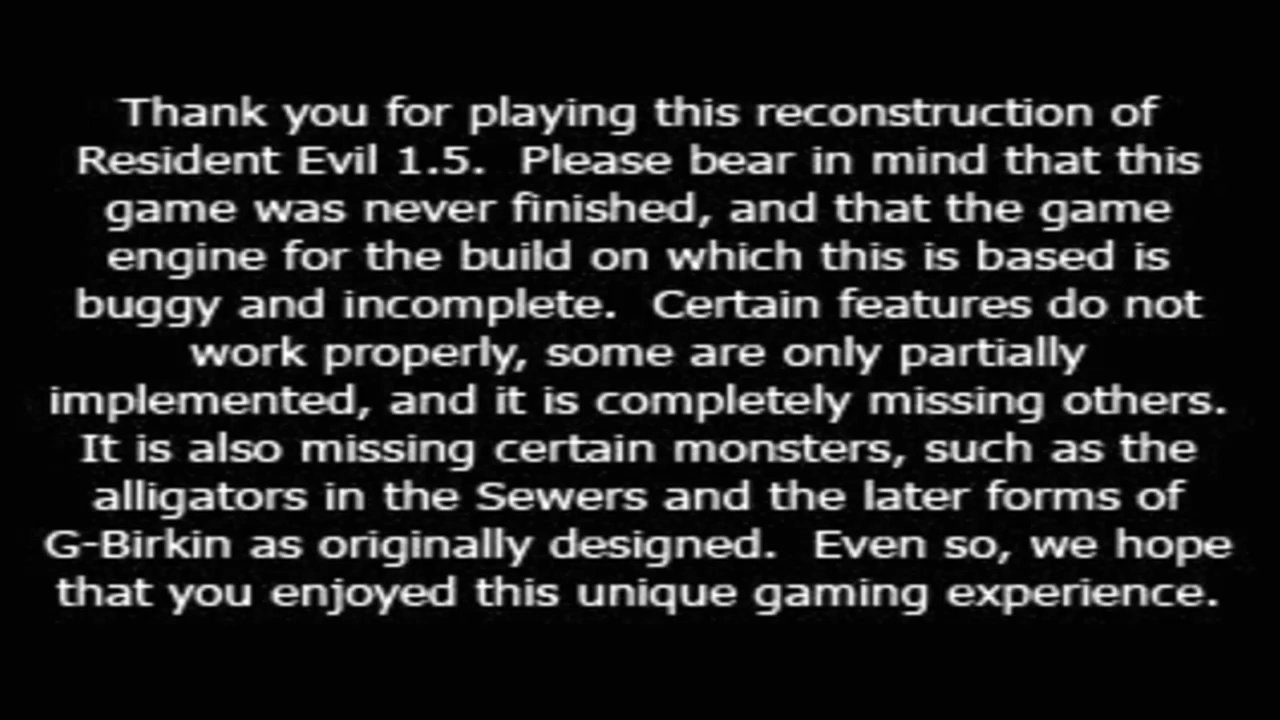 Thank you for playing this reconstruction of
Resident Evil 1.5.  Please bear in mind that this
game was never finished, and that the game
engine for the build on which this is based is
buggy and incomplete.  Certain features do not
work properly, some are only partially
implemented, and it is completely missing others.
It is also missing certain monsters, such as the
alligators in the Sewers and the later forms of
G-Birkin as originally designed.  Even so, we hope
that you enjoyed this unique gaming experience.